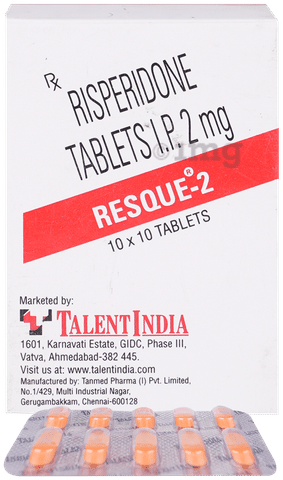 Rx
RISPERIDONE
TABLETS I.P. 2 mg
1mg
RESQUE®-2
10 x 10 TABLETS
Marketed by:
TALENTINDIA
1601, Karnavati Estate, GIDC, Phase III,
Vatva, Ahmedabad-382 445.
Visit us at: www.talentindia.com
Manufactured by: Tanmed Pharma (I) Pvt. Limited,
No.1/429, Multi Industrial Nagar,
Gerugambakkam, Chennai-600128